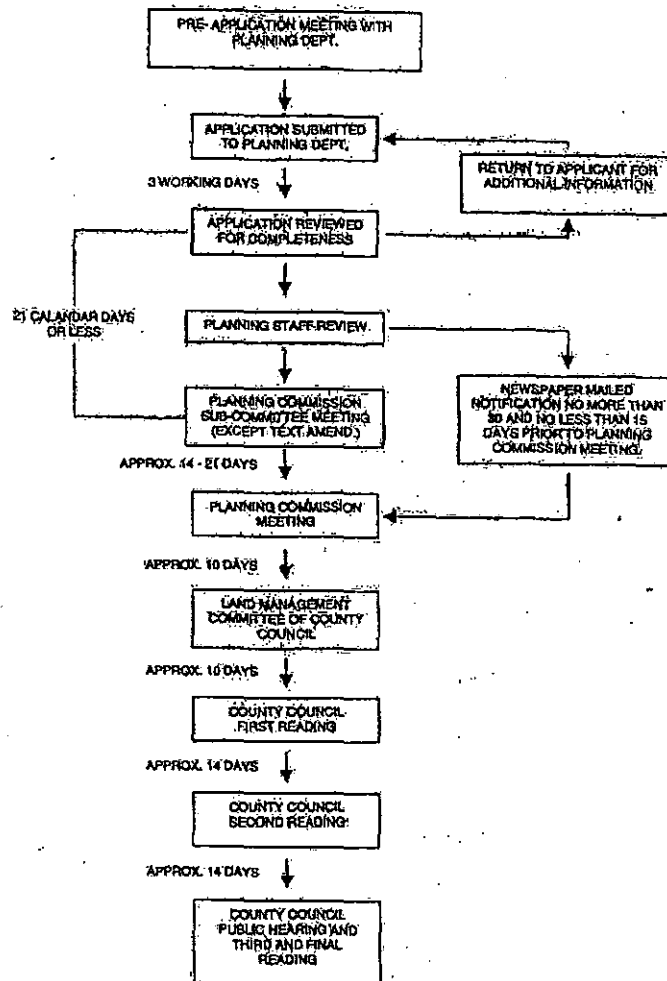 PRE-APPLICATION MEETING WITH
PLANNING DEPT.
APPLICATION SUBMITTED
TO PLANNING DEPT.
RETURN TO APPLICANT FOR
ADDITIONAL INFORMATION
3 WORKING DAYS
APPLICATION REVIEWED
FOR COMPLETENESS
21 CALANDAR DAYS
OR LESS
PLANNING STAFF REVIEW
PLANNING COMMISSION
SUB-COMMITTEE MEETING
(EXCEPT TEXT AMEND.)
NEWSPAPER MAILED
NOTIFICATION NO MORE THAN
30 AND NO LESS THAN 15
DAYS PRIOR TO PLANNING
COMMISSION MEETING.
APPROX. 14 - 21 DAYS
PLANNING COMMISSION
MEETING
APPROX. 10 DAYS
LAND MANAGEMENT
COMMITTEE OF COUNTY
COUNCIL
APPROX. 10 DAYS
COUNTY COUNCIL
FIRST READING
APPROX. 14 DAYS
COUNTY COUNCIL
SECOND READING
APPROX. 14 DAYS
COUNTY COUNCIL
PUBLIC HEARING AND
THIRD AND FINAL
READING